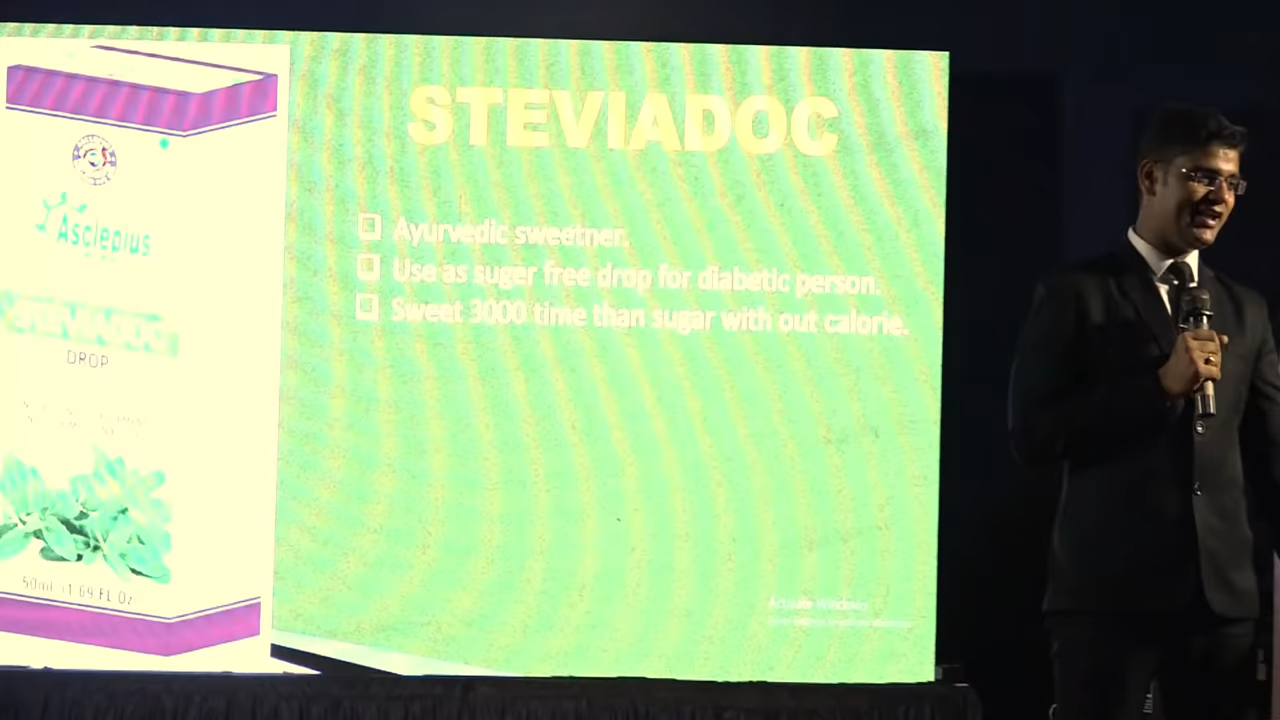 STEVIADOC
Ayurvedic sweetner.
Use as suger free drop for diabetic person.
Sweet 3000 time than sugar with out calorie.
Asclepius
STEVIADOC
DROP
50ml (1.69 FL Oz
Activate Windows